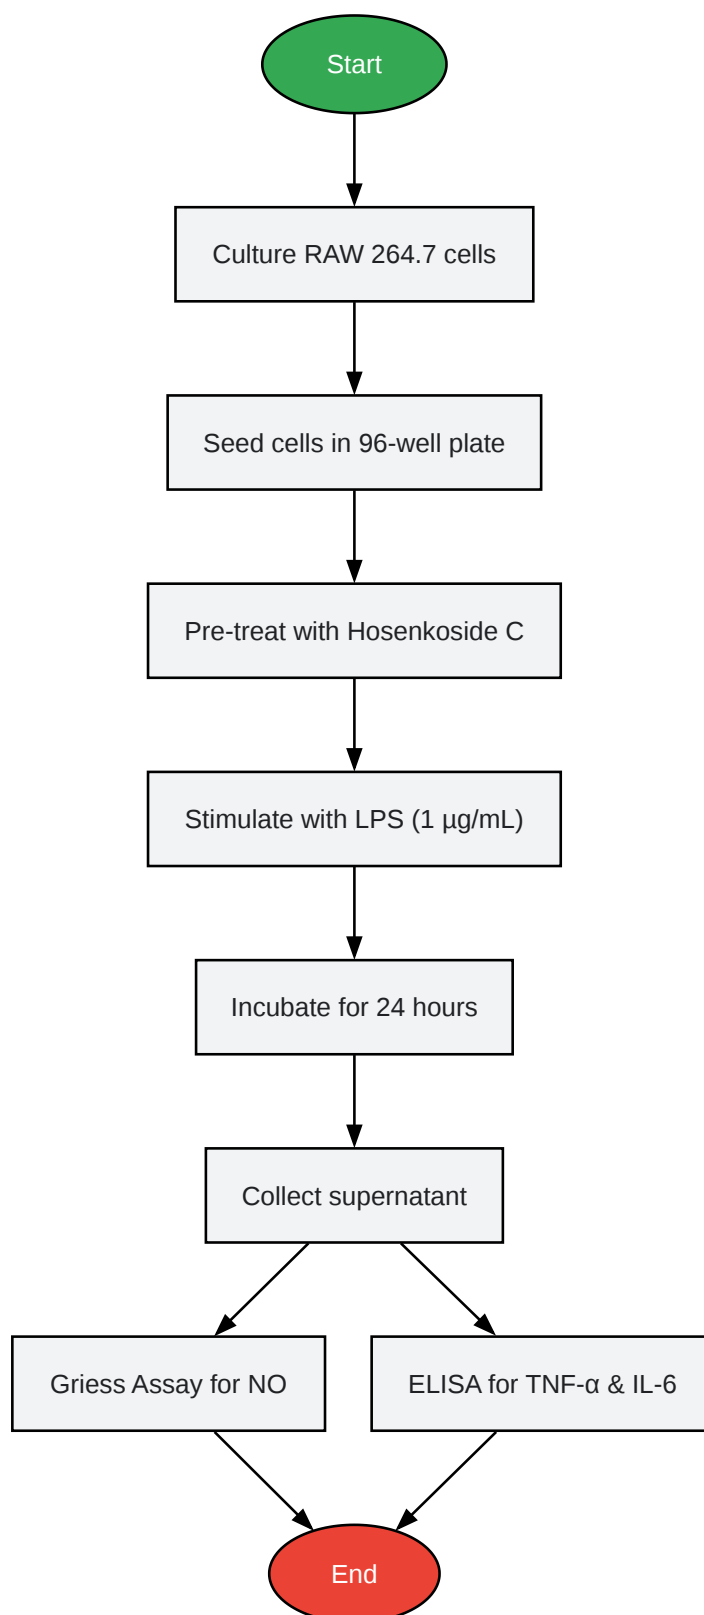 Start
Culture RAW 264.7 cells
Seed cells in 96-well plate
Pre-treat with Hosenkoside C
Stimulate with LPS (1 µg/mL)
Incubate for 24 hours
Collect supernatant
Griess Assay for NO
ELISA for TNF-α & IL-6
End